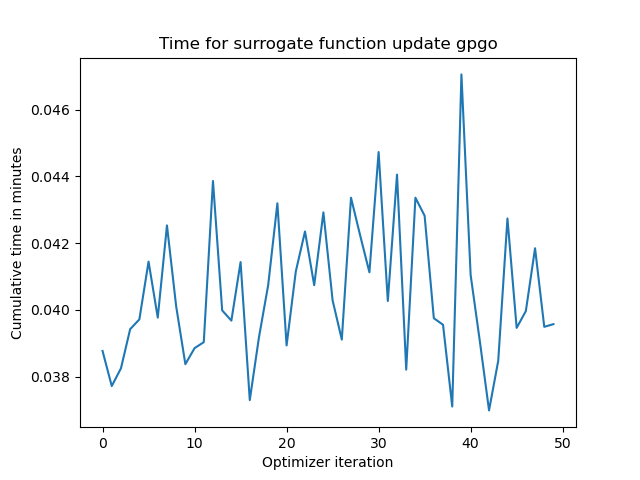 Time for surrogate function update gpgo
Cumulative time in minutes
0.046
0.044
0.042
0.040
0.038
0 10 20 30 40 50
Optimizer iteration